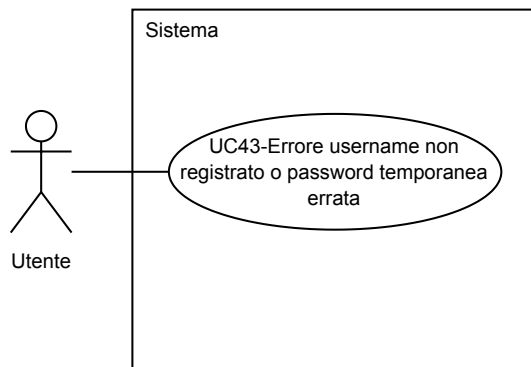 Sistema
UC43-Errore username non
registrato o password temporanea
errata
Utente